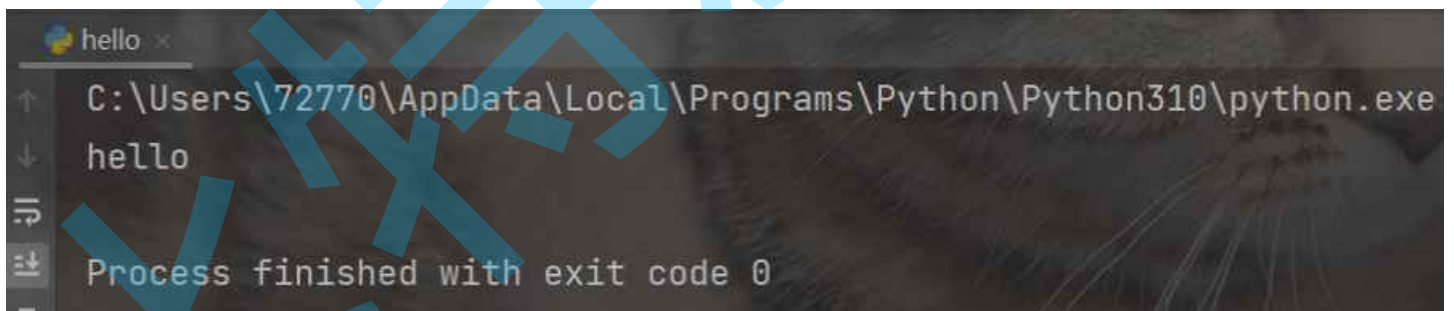 hello
C:\Users\72770\AppData\Local\Programs\Python\Python310\python.exe
hello
Process finished with exit code 0